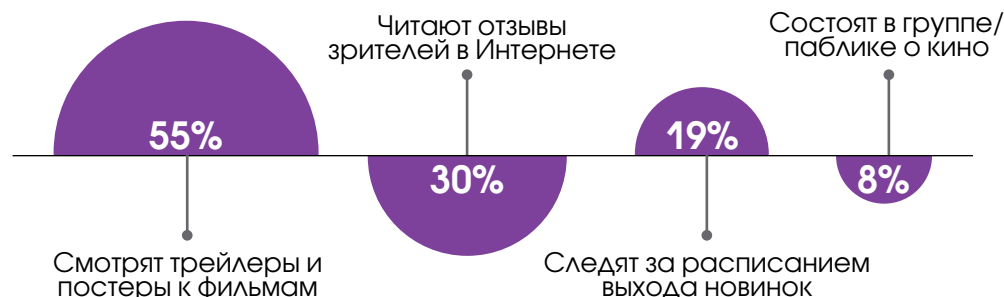 Читают отзывы
зрителей в Интернете
Состоят в группе/
паблике о кино
55%
30%
19%
8%
Смотрят трейлеры и
постеры к фильмам
Следят за расписанием
выхода новинок